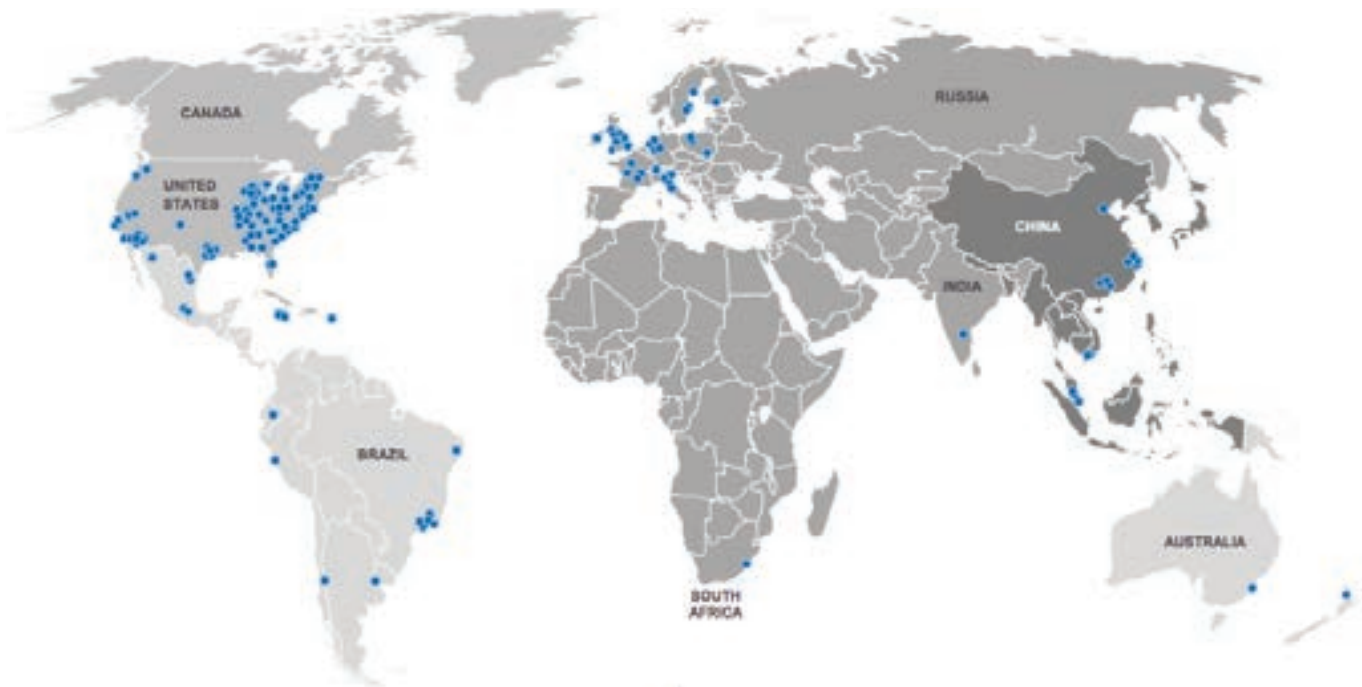 CANADA
RUSSIA
UNITED
STATES
CHINA
INDIA
BRAZIL
AUSTRALIA
SOUTH
AFRICA